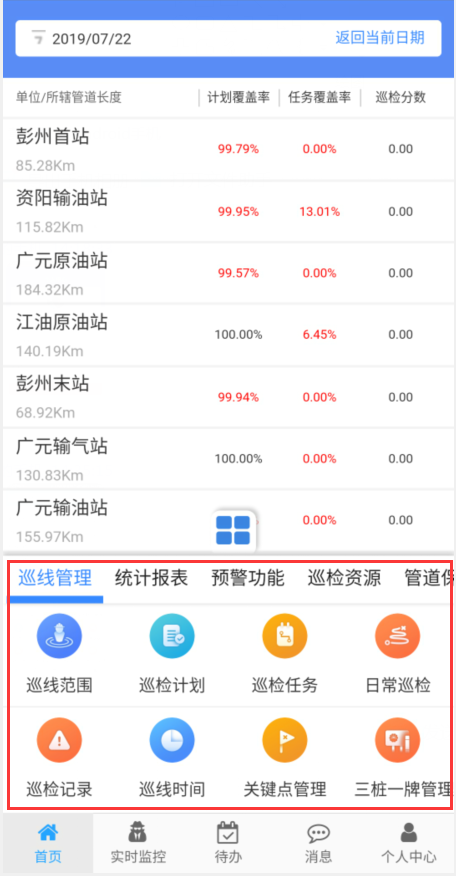 2019/07/22 返回当前日期
单位/所辖管道长度 计划覆盖率 任务覆盖率 巡检分数
彭州首站 99.79% 0.00% 0.00
85.28Km
资阳输油站 99.95% 13.01% 0.00
115.82Km
广元原油站 99.57% 0.00% 0.00
184.32Km
江油原油站 100.00% 6.45% 0.00
140.19Km
彭州末站 99.94% 0.00% 0.00
68.92Km
广元输气站 100.00% 0.00% 0.00
130.83Km
广元输油站 0.00% 0.00
155.97Km
巡线管理 统计报表 预警功能 巡检资源 管道保
巡线范围 巡检计划 巡检任务 日常巡检
巡检记录 巡线时间 关键点管理 三桩一牌管理
首页 实时监控 待办 消息 个人中心